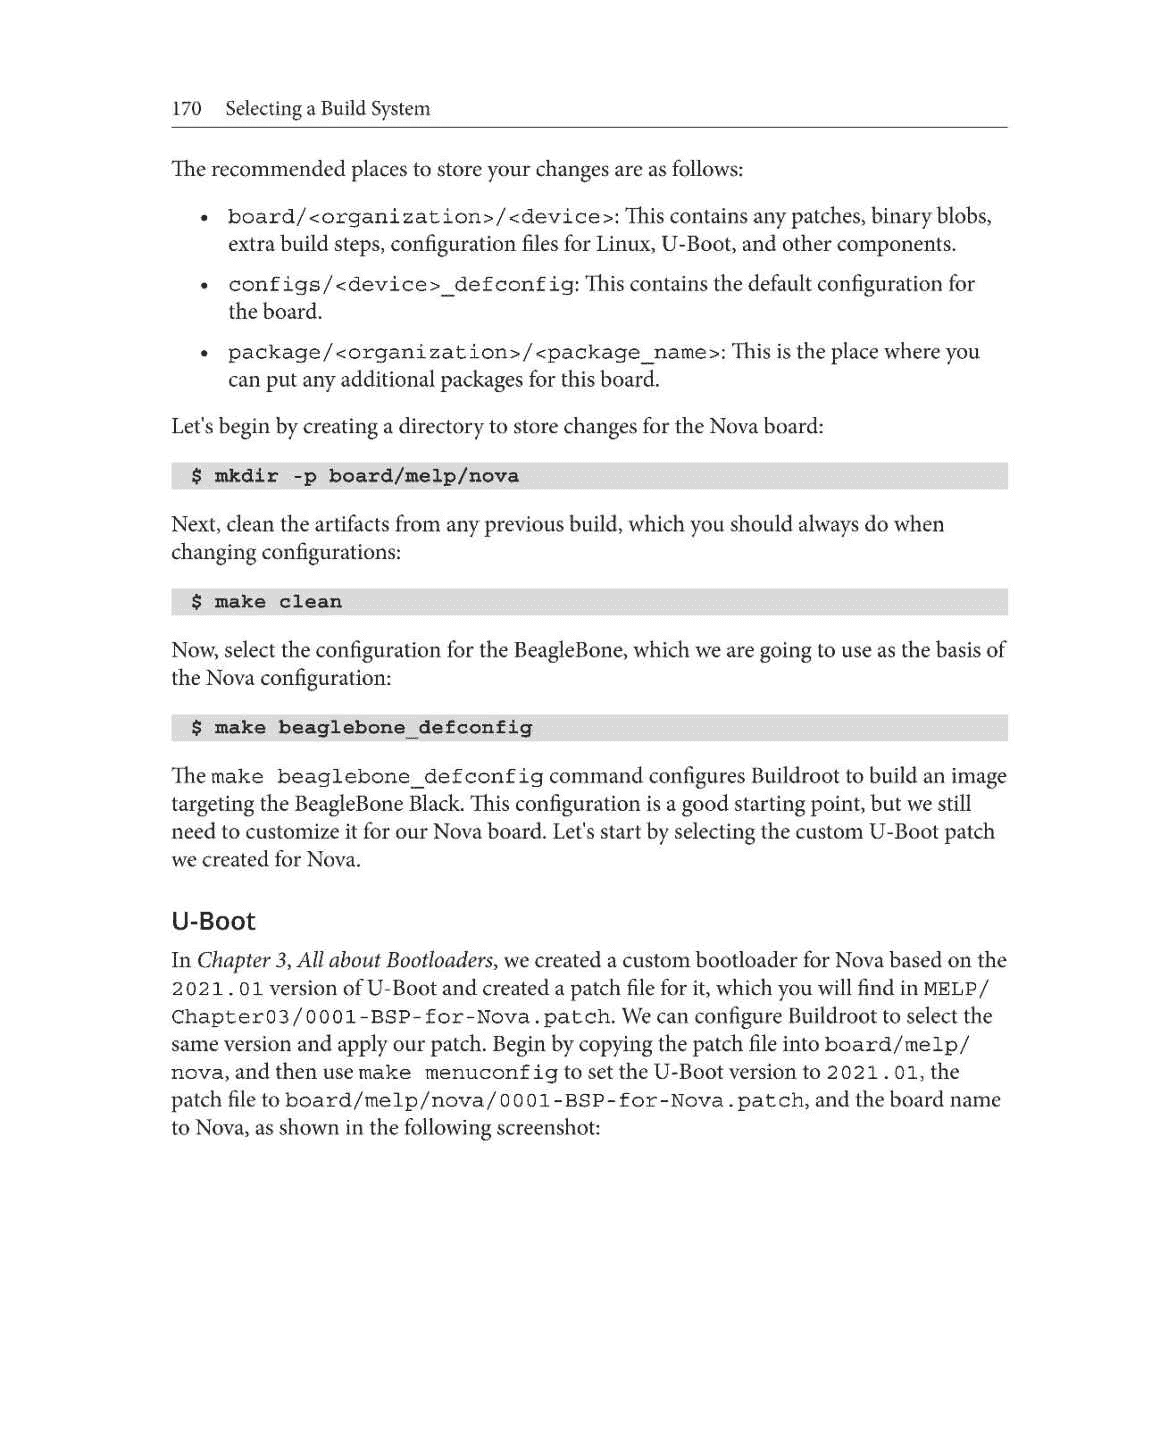 170 Selecting a Build System
The recommended places to store your changes are as follows:
• board/<organization>/<device>: This contains any patches, binary blobs,
extra build steps, configuration files for Linux, U-Boot, and other components.
• configs/<device>_defconfig: This contains the default configuration for
the board.
• package/<organization>/<package_name>: This is the place where you
can put any additional packages for this board.
Let's begin by creating a directory to store changes for the Nova board:
$ mkdir -p board/melp/nova
Next, clean the artifacts from any previous build, which you should always do when
changing configurations:
$ make clean
Now, select the configuration for the BeagleBone, which we are going to use as the basis of
the Nova configuration:
$ make beaglebone_defconfig
The make beaglebone_defconfig command configures Buildroot to build an image
targeting the BeagleBone Black. This configuration is a good starting point, but we still
need to customize it for our Nova board. Let's start by selecting the custom U-Boot patch
we created for Nova.
U-Boot
In Chapter 3, All about Bootloaders, we created a custom bootloader for Nova based on the
2021.01 version of U-Boot and created a patch file for it, which you will find in MELP/
Chapter03/0001-BSP-for-Nova.patch. We can configure Buildroot to select the
same version and apply our patch. Begin by copying the patch file into board/melp/
nova, and then use make menuconfig to set the U-Boot version to 2021.01, the
patch file to board/melp/nova/0001-BSP-for-Nova.patch, and the board name
to Nova, as shown in the following screenshot: